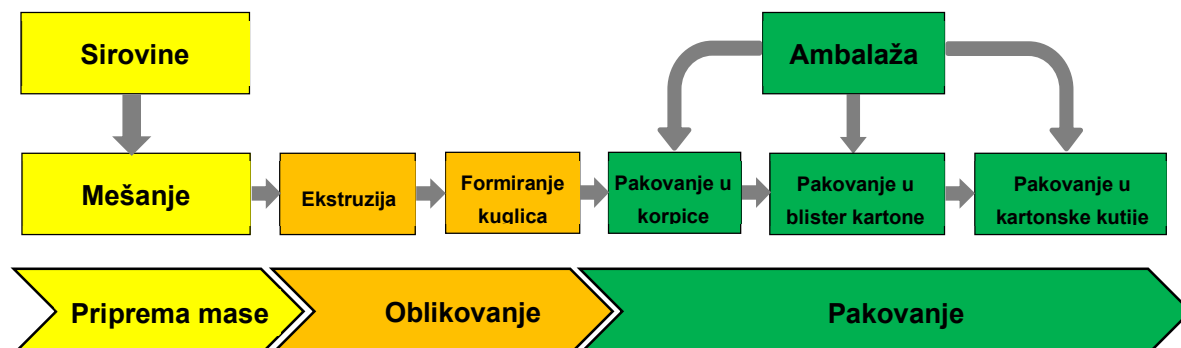 Sirovine
Ambalaža
Mešanje
Ekstruzija
Formiranje
kuglica
Pakovanje u
korpice
Pakovanje u
blister kartone
Pakovanje u
kartonske kutije
Priprema mase
Oblikovanje
Pakovanje